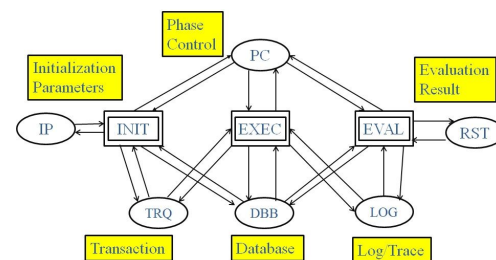 Phase
Control
PC
Initialization
Parameters
Evaluation
Result
IP
INIT
EXEC
EVAL
RST
TRQ
DBB
LOG
Transaction
Database
Log/Trace